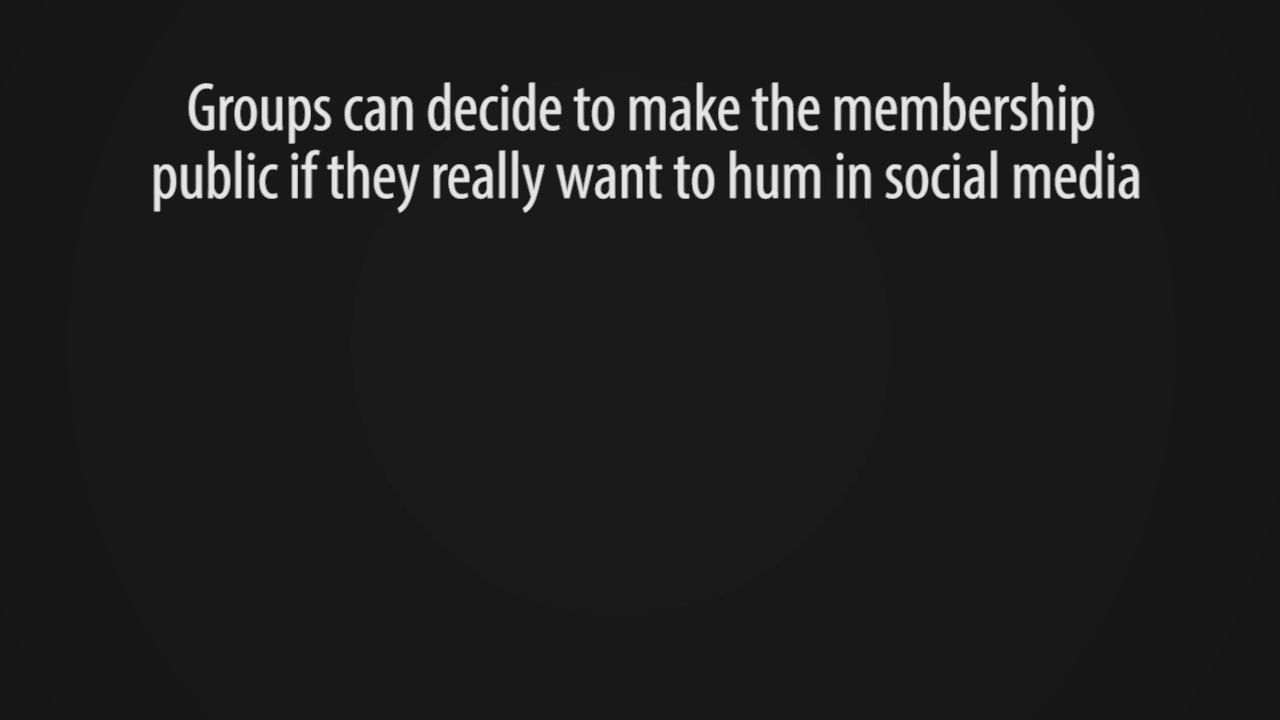 Groups can decide to make the membership
public if they really want to hum in social media